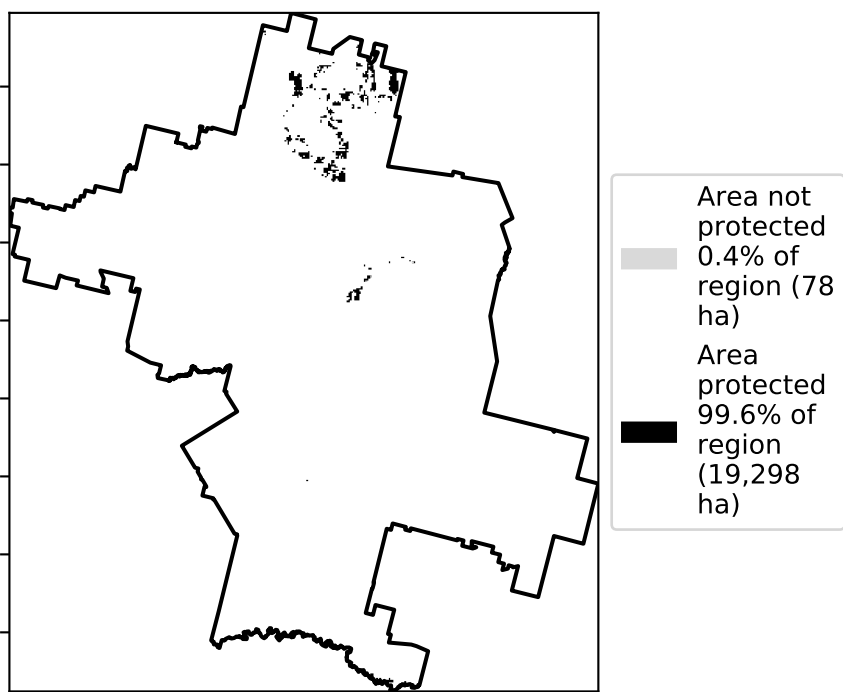 Area not
protected
0.4% of
region (78
ha)
Area
protected
99.6% of
region
(19,298
ha)